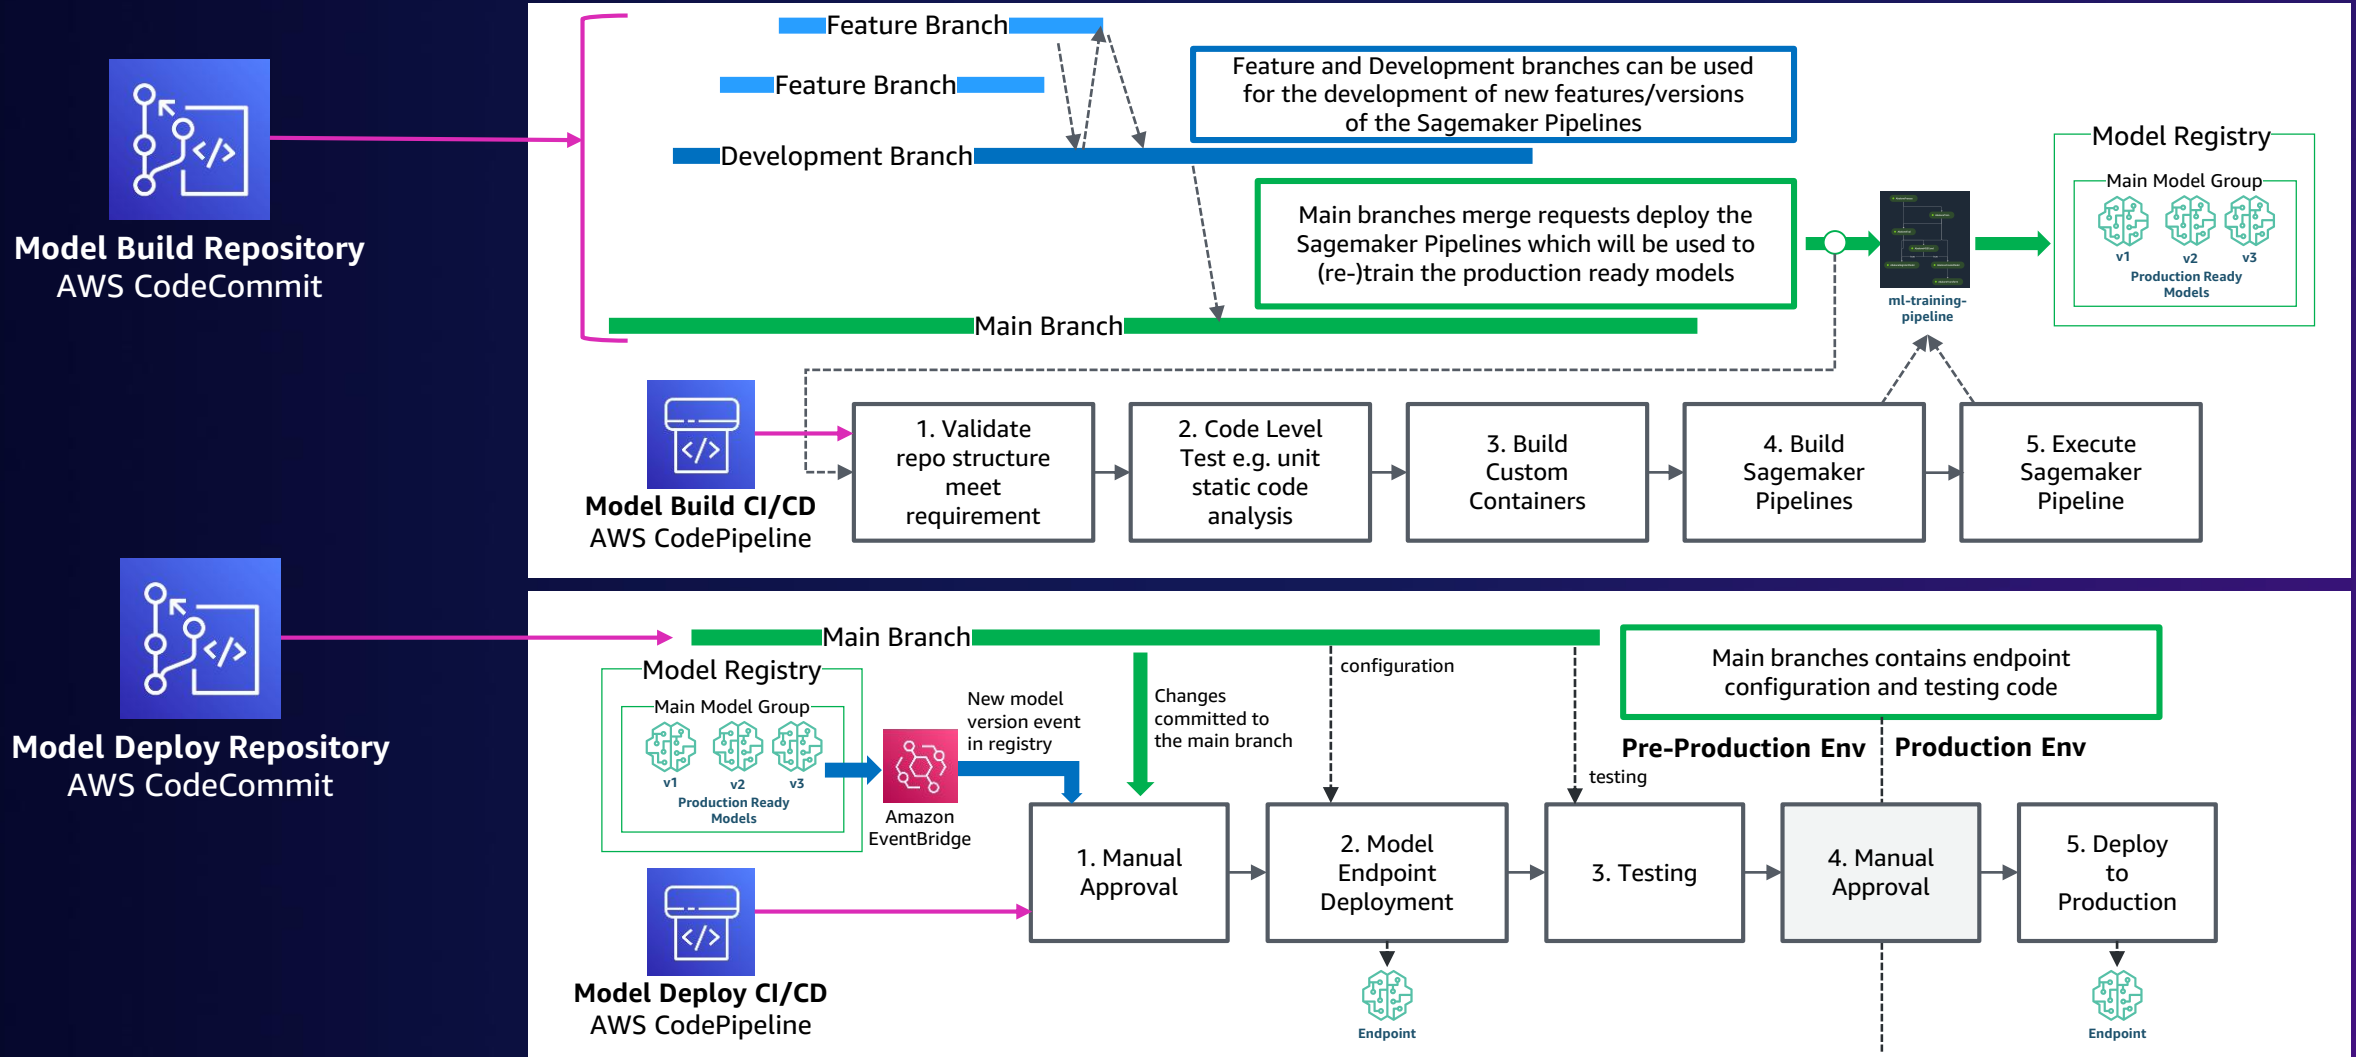 Feature Branch
Feature Branch
Development Branch
Feature and Development branches can be used
for the development of new features/versions
of the Sagemaker Pipelines
Main branches merge requests deploy the
Sagemaker Pipelines which will be used to
(re-)train the production ready models
Main Branch
Model Build Repository
AWS CodeCommit
ml-training-
pipeline
Model Registry
Main Model Group
v1
v2
v3
Production Ready
Models
Model Build CI/CD
AWS CodePipeline
1. Validate
repo structure
meet
requirement
2. Code Level
Test e.g. unit
static code
analysis
3. Build
Custom
Containers
4. Build
Sagemaker
Pipelines
5. Execute
Sagemaker
Pipeline
Model Deploy Repository
AWS CodeCommit
Main Branch
Model Registry
Main Model Group
v1
v2
v3
Production Ready
Models
Amazon
EventBridge
New model
version event
in registry
Changes
committed to
the main branch
configuration
testing
Main branches contains endpoint
configuration and testing code
Pre-Production Env
Production Env
Model Deploy CI/CD
AWS CodePipeline
1. Manual
Approval
2. Model
Endpoint
Deployment
3. Testing
4. Manual
Approval
5. Deploy
to
Production
Endpoint
Endpoint